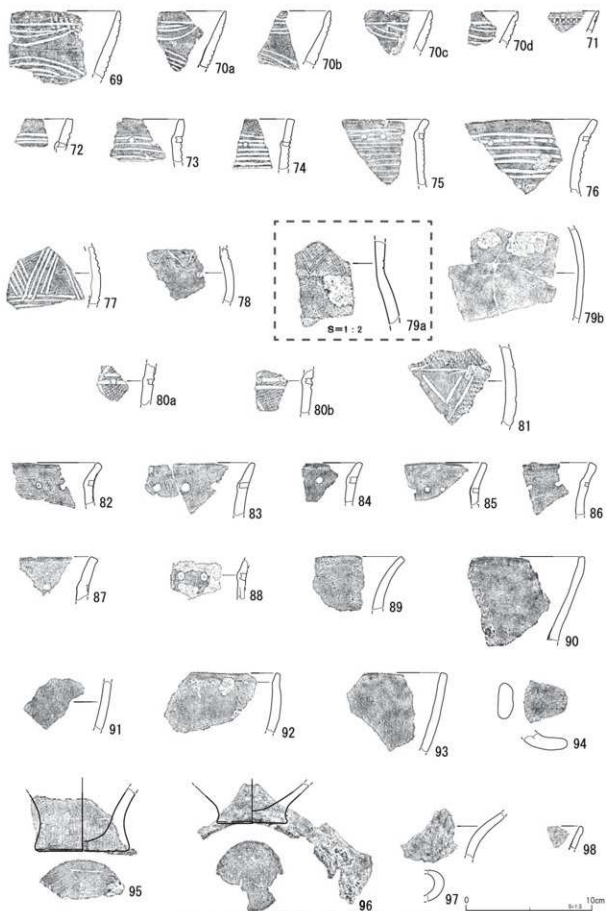 69 70a 70b 70c 70d 71
72 73 74 75 76
77 78 79a 79b
S=1:2
80a 80b 81
82 83 84 85 86
87 88 89 90
91 92 93 94
95 96 97 98
0 10cm
S=1:3